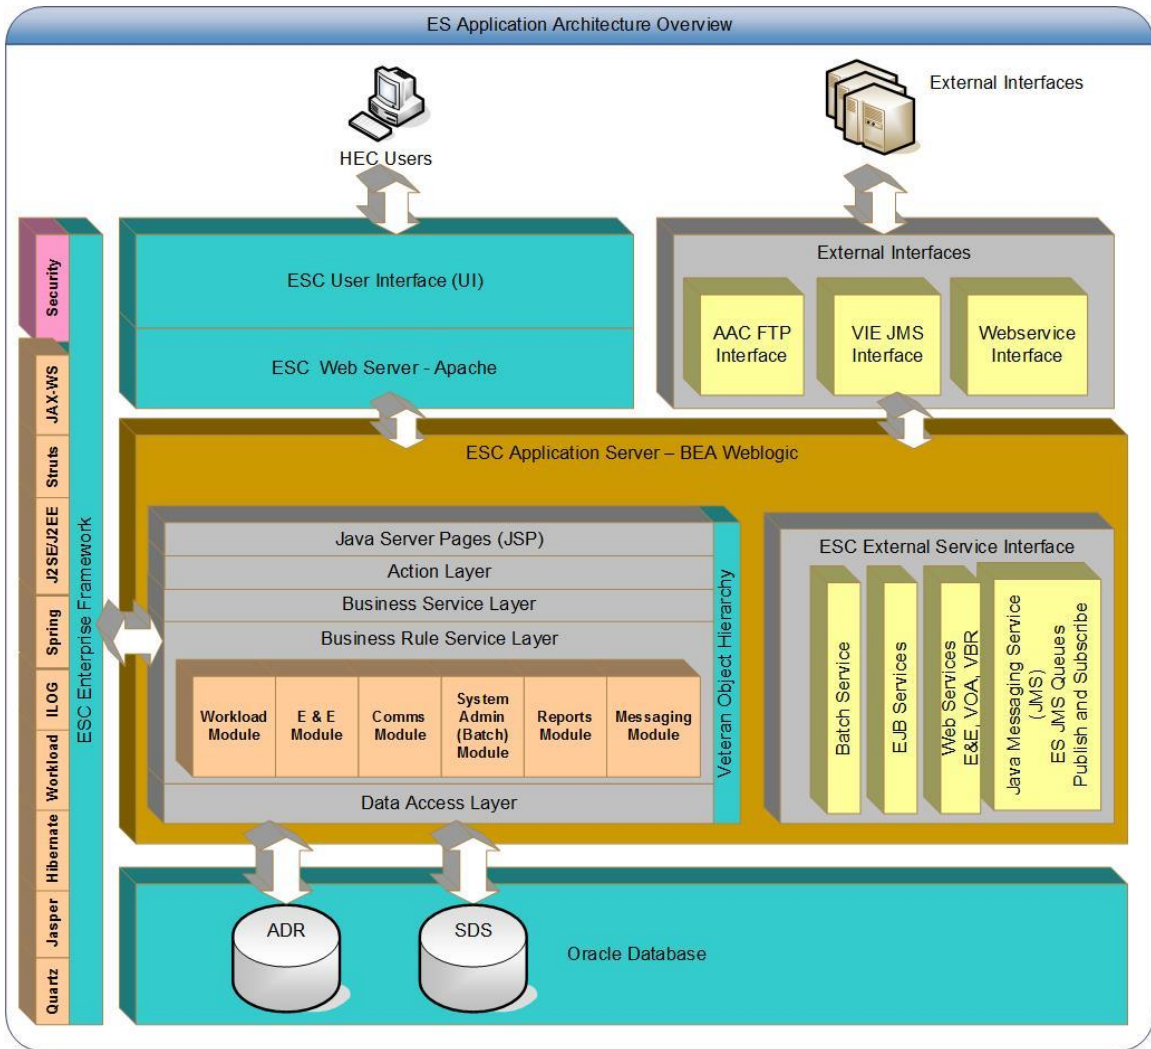 ES Application Architecture Overview
HEC Users
External Interfaces
Security
JAX-WS
Struts
J2SE/J2EE
Spring
ILOG
Workload
Hibernate
Jasper
Quartz
ESC Enterprise Framework
ESC User Interface (UI)
ESC Web Server - Apache
External Interfaces
AAC FTP
Interface
VIE JMS
Interface
Webservice
Interface
ESC Application Server – BEA Weblogic
Java Server Pages (JSP)
Action Layer
Business Service Layer
Business Rule Service Layer
Workload
Module
E & E
Module
Comms
Module
System
Admin
(Batch)
Module
Reports
Module
Messaging
Module
Data Access Layer
Veteran Object Hierarchy
ESC External Service Interface
Batch Service
EJB Services
Web Services
E&E, VOA, VBR
Java Messaging Service
(JMS)
ES JMS Queues
Publish and Subscribe
ADR
SDS
Oracle Database